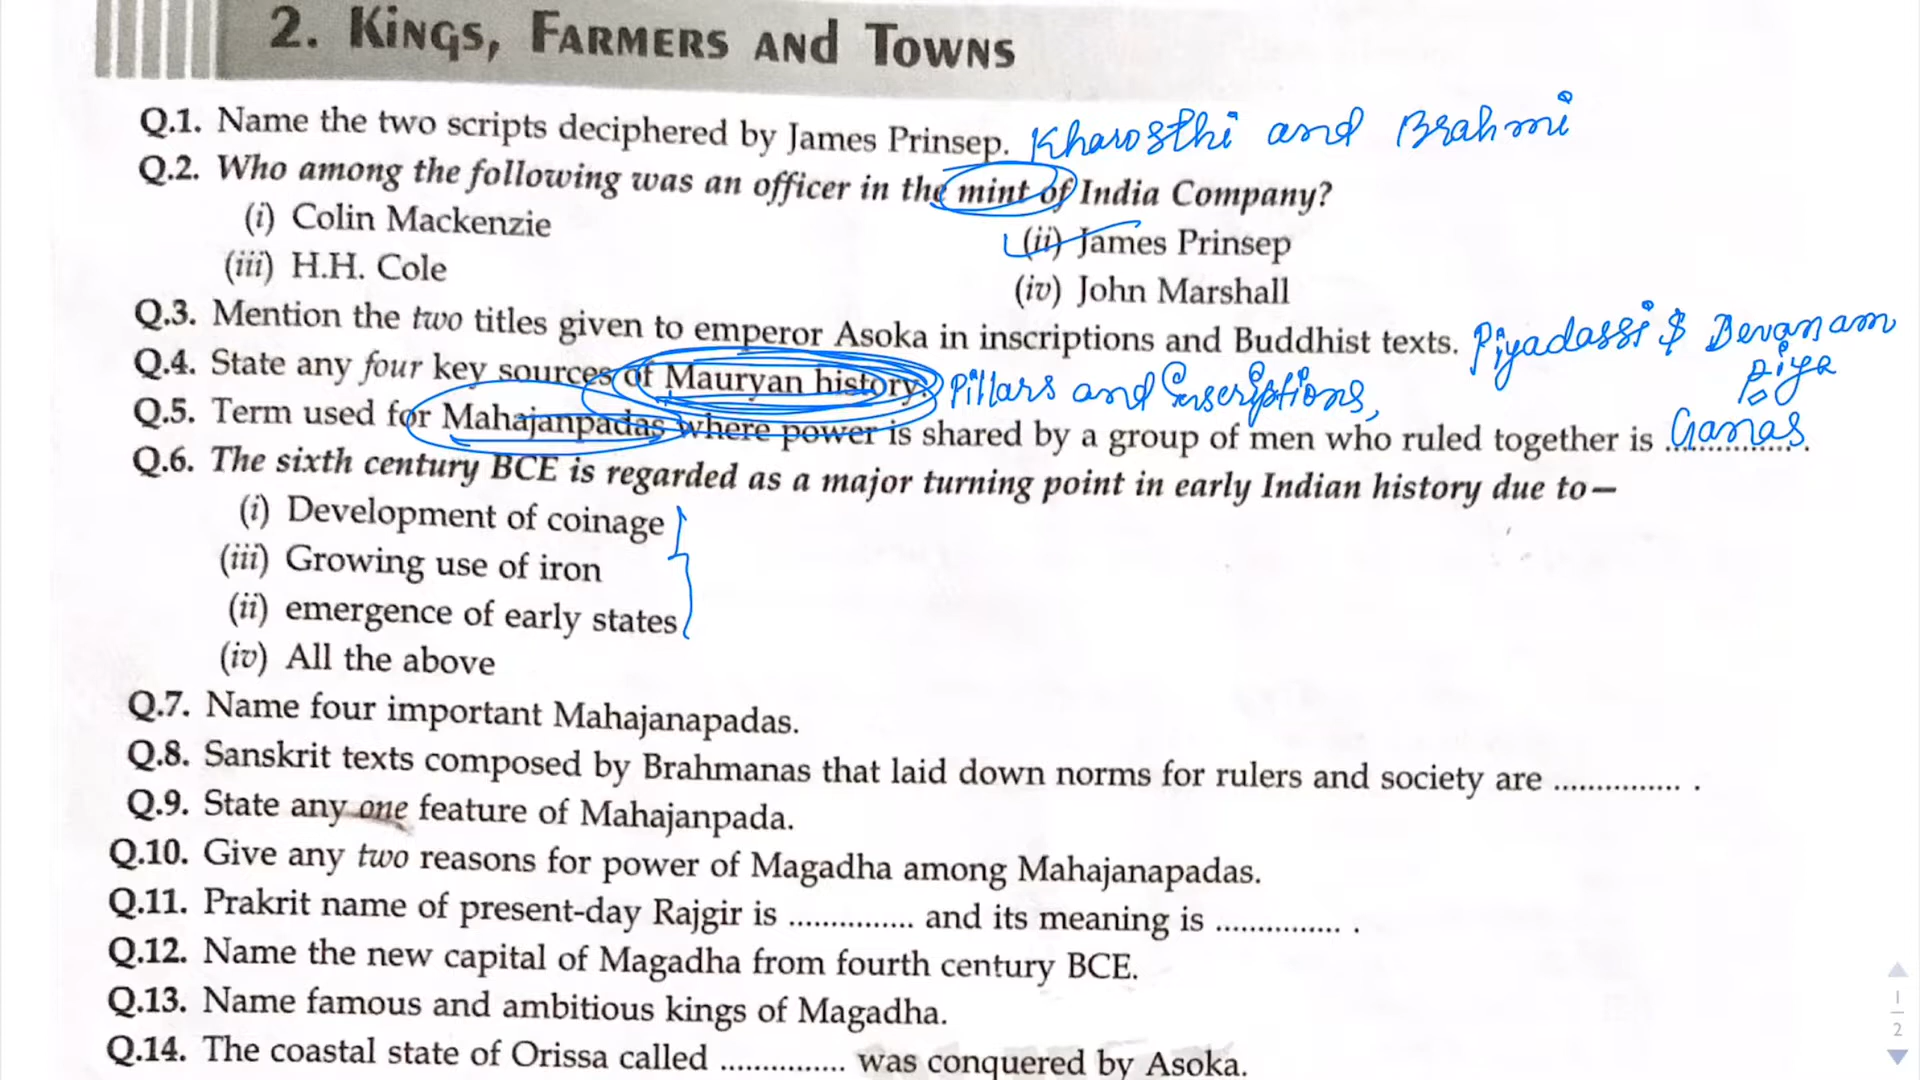 2. Kings, Farmers and Towns
Q.1. Name the two scripts deciphered by James Prinsep. Kharosthi and Brahmi
Q.2. Who among the following was an officer in the mint of India Company?
(i) Colin Mackenzie (ii) James Prinsep
(iii) H.H. Cole (iv) John Marshall
Q.3. Mention the two titles given to emperor Asoka in inscriptions and Buddhist texts. Piyadassi & Devanam
Piya
Q.4. State any four key sources of Mauryan history. Pillars and Inscriptions,
Q.5. Term used for Mahajanpadas where power is shared by a group of men who ruled together is Ganas ...............
Q.6. The sixth century BCE is regarded as a major turning point in early Indian history due to—
(i) Development of coinage
(iii) Growing use of iron
(ii) emergence of early states
(iv) All the above
Q.7. Name four important Mahajanapadas.
Q.8. Sanskrit texts composed by Brahmanas that laid down norms for rulers and society are ............... .
Q.9. State any one feature of Mahajanpada.
Q.10. Give any two reasons for power of Magadha among Mahajanapadas.
Q.11. Prakrit name of present-day Rajgir is ............... and its meaning is ............... .
Q.12. Name the new capital of Magadha from fourth century BCE.
Q.13. Name famous and ambitious kings of Magadha.
Q.14. The coastal state of Orissa called ............... was conquered by Asoka.
1
2